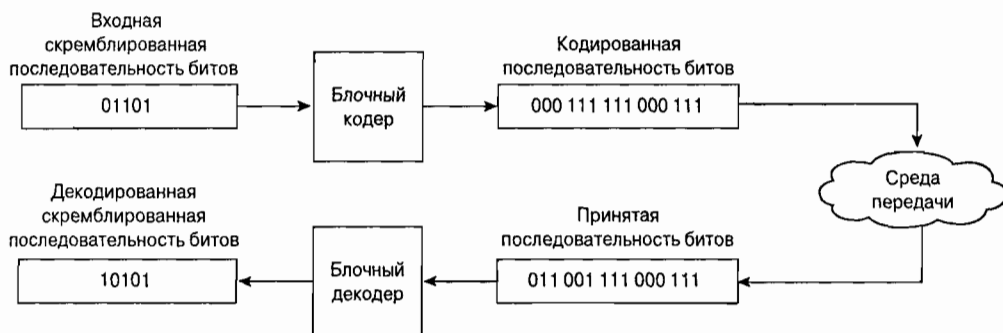 Входная
скремблированная
последовательность битов
01101
Блочный
кодер
Кодированная
последовательность битов
000 111 111 000 111
Среда
передачи
Декодированная
скремблированная
последовательность битов
10101
Блочный
декодер
Принятая
последовательность битов
011 001 111 000 111